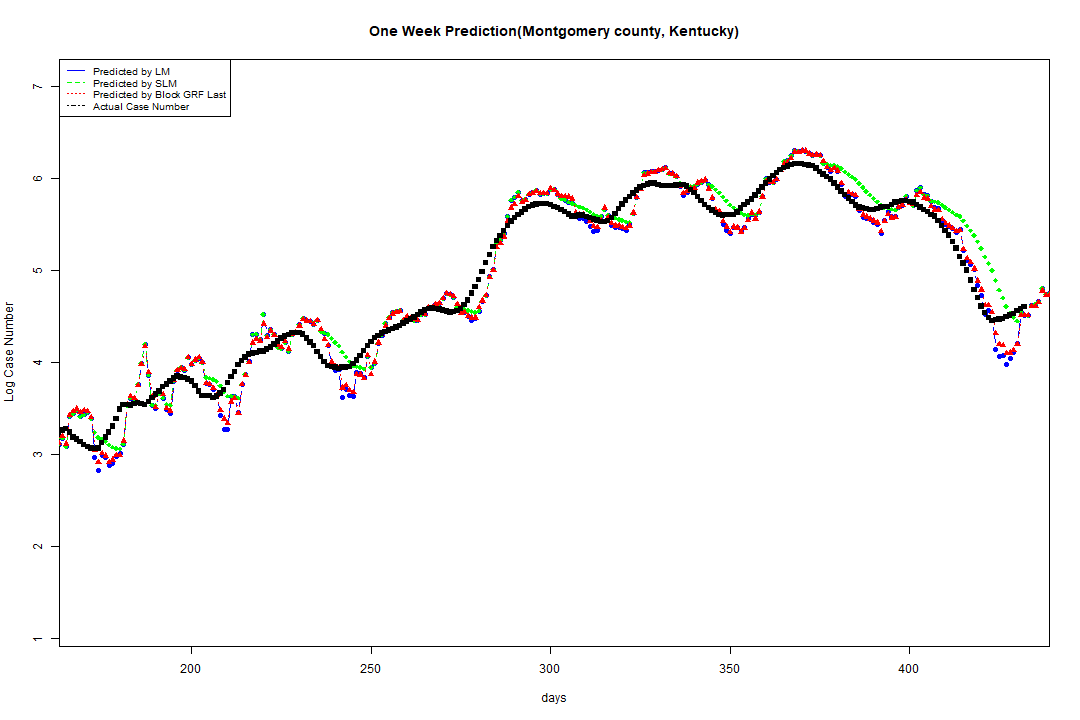 One Week Prediction(Montgomery county, Kentucky)
Predicted by LM
Predicted by SLM
Predicted by Block GRF Last
Actual Case Number
7
6
5
4
3
2
1
Log Case Number
200 250 300 350 400
days